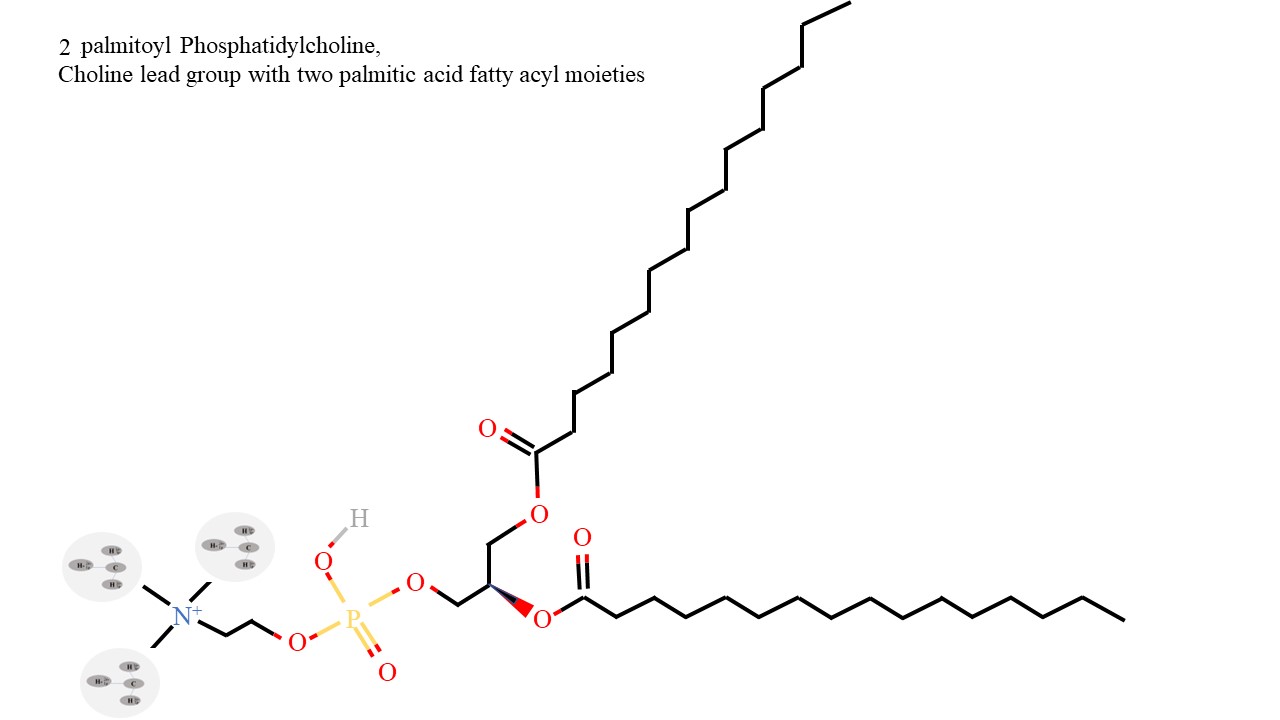 2 palmitoyl Phosphatidylcholine,
Choline lead group with two palmitic acid fatty acyl moieties
O
O
H
O
O
O
O
N+
P
O
O
C
C
C